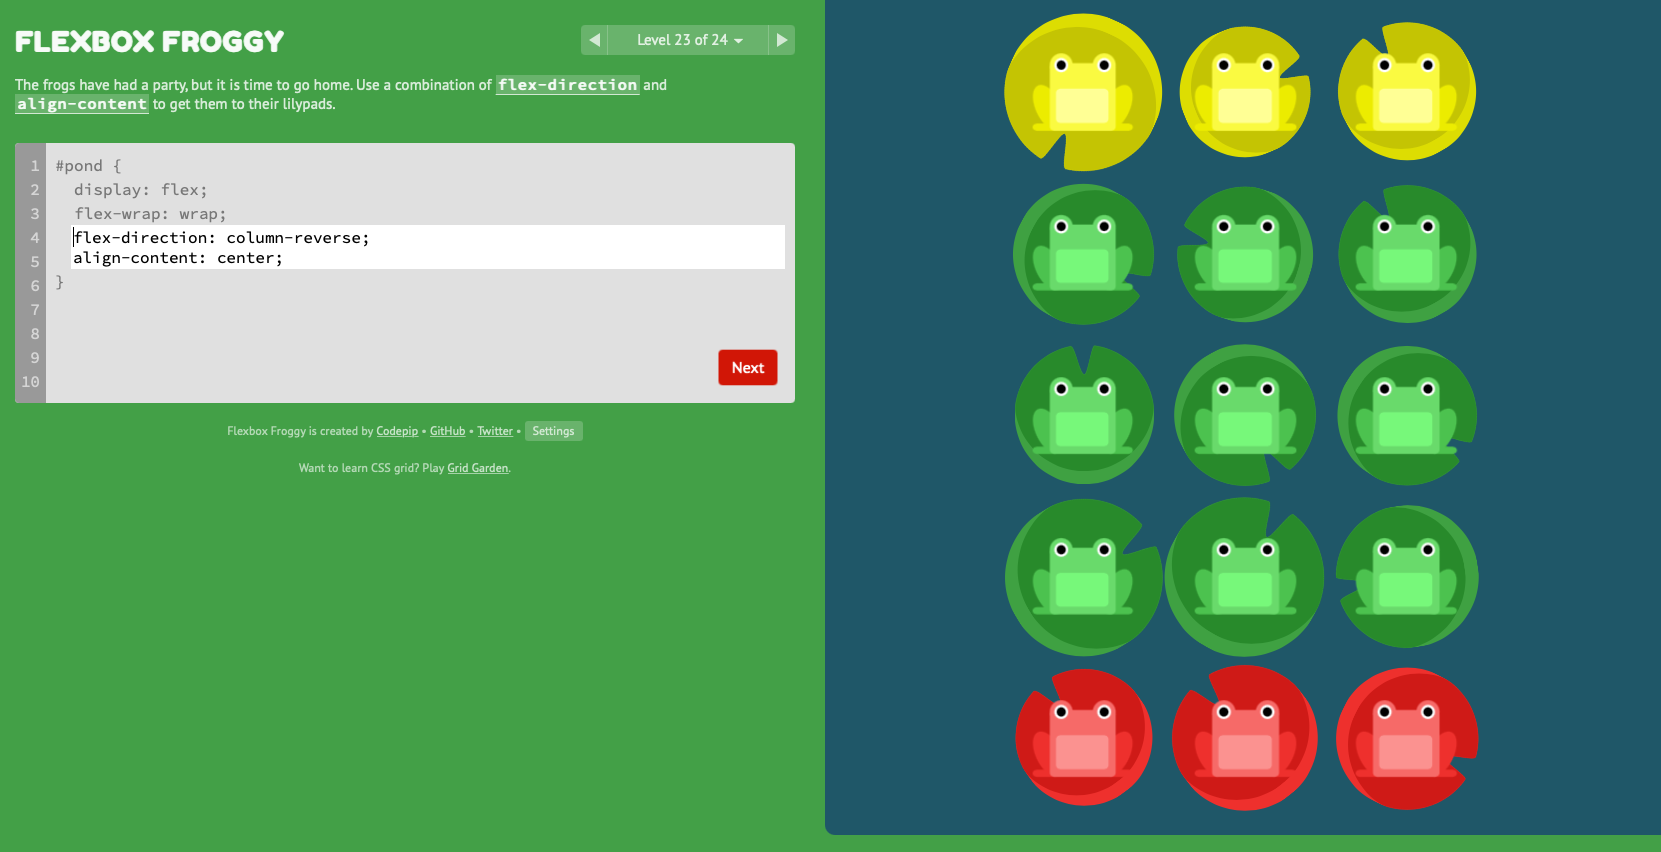 FLEXBOX FROGGY
Level 23 of 24
The frogs have had a party, but it is time to go home. Use a combination of flex-direction and
align-content to get them to their lilypads.
1 #pond {
2 display: flex;
3 flex-wrap: wrap;
4 flex-direction: column-reverse;
5 align-content: center;
6 }
7
8
9
10
Next
Flexbox Froggy is created by Codepip • GitHub • Twitter • Settings
Want to learn CSS grid? Play Grid Garden.